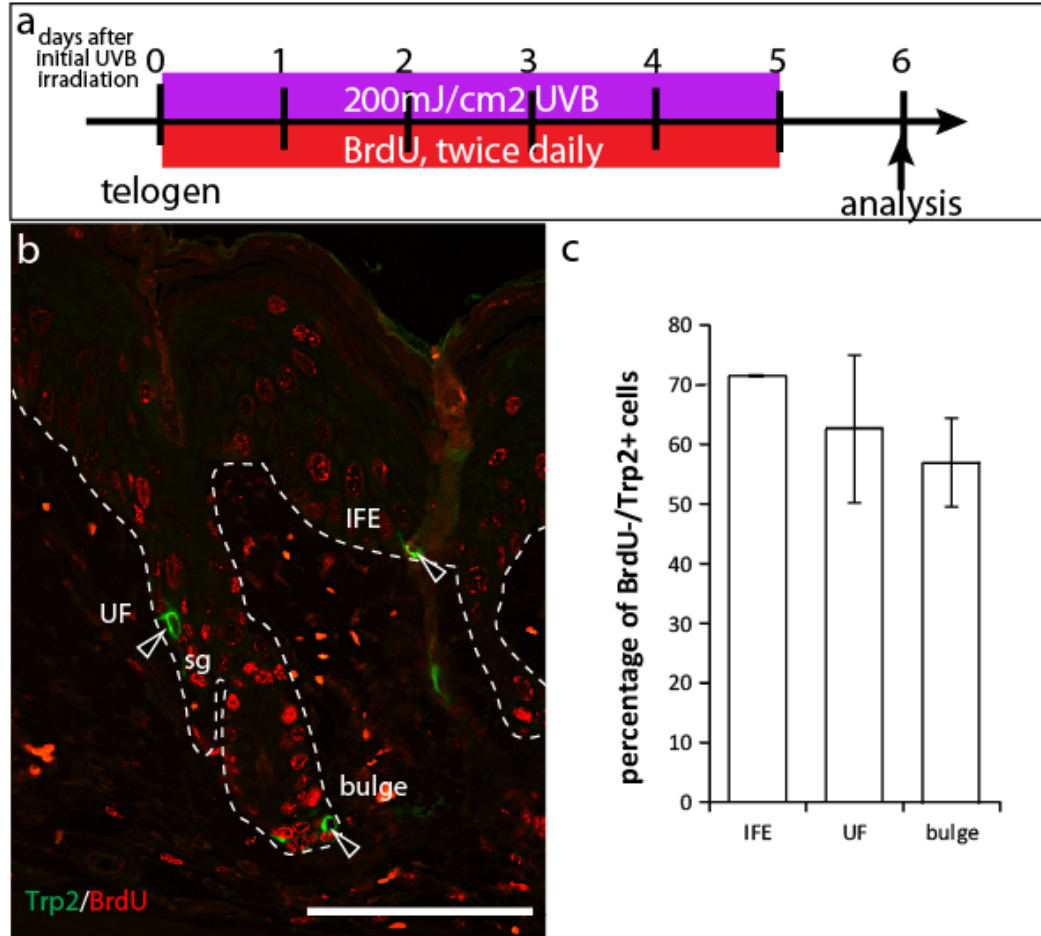 a
days after
initial UVB
irradiation
0 1 2 3 4 5 6
200mJ/cm2 UVB
BrdU, twice daily
telogen
analysis
b
IFE
UF
sg
bulge
Trp2/BrdU
c
percentage of BrdU-/Trp2+ cells
80
70
60
50
40
30
20
10
0
IFE UF bulge